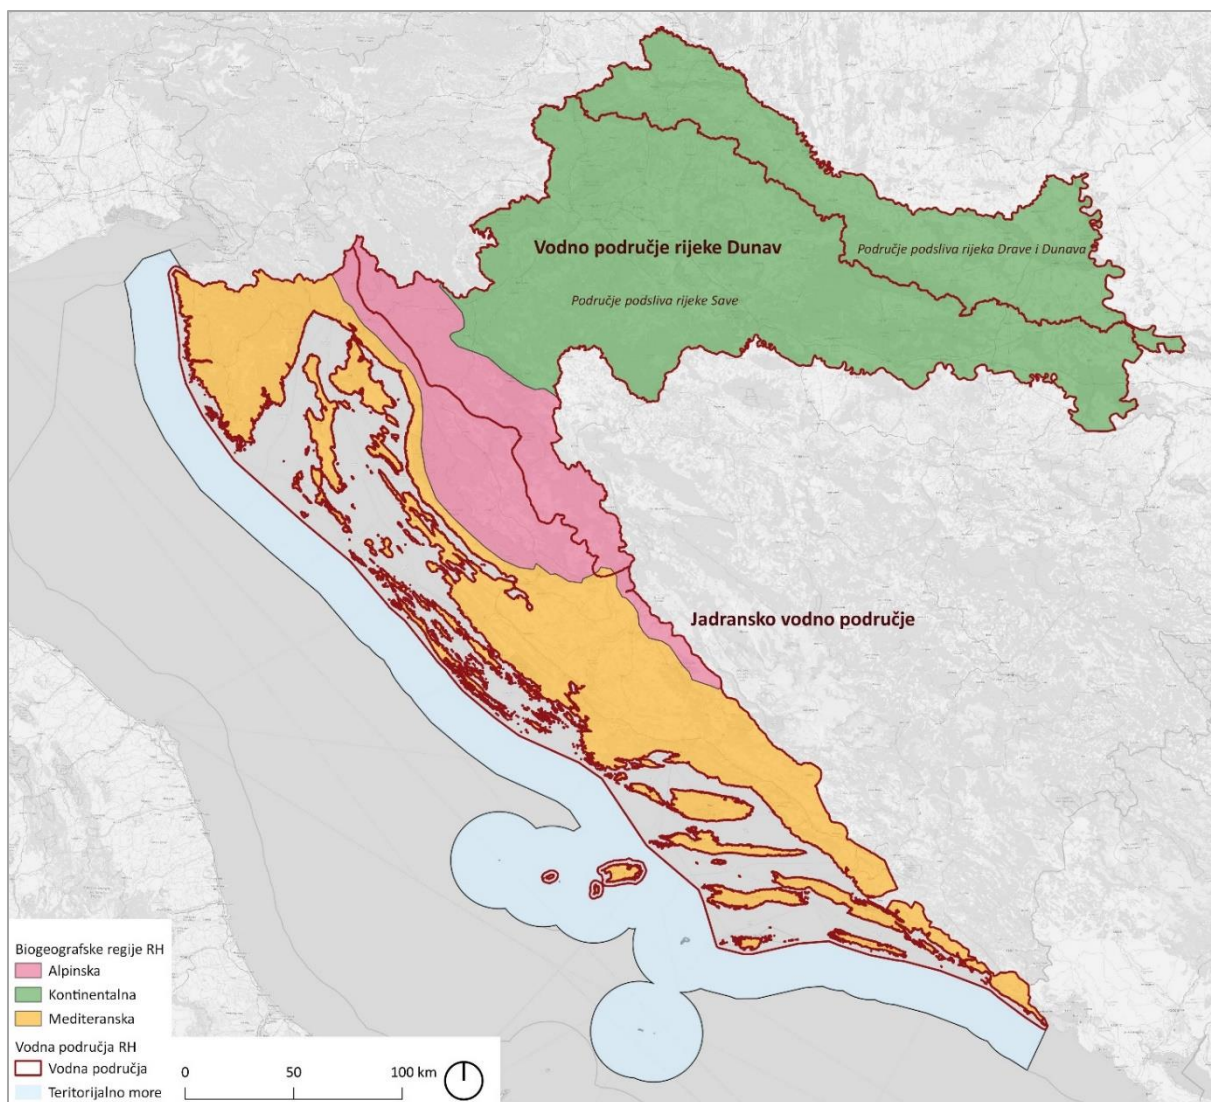 Vodno područje rijeke Dunav
Područje podsliva rijeka Drave i Dunava
Područje podsliva rijeke Save
Jadransko vodno područje
Biogeografske regije RH
Alpinska
Kontinentalna
Mediteranska
Vodna područja RH
Vodna područja
Teritorijalno more
0 50 100 km